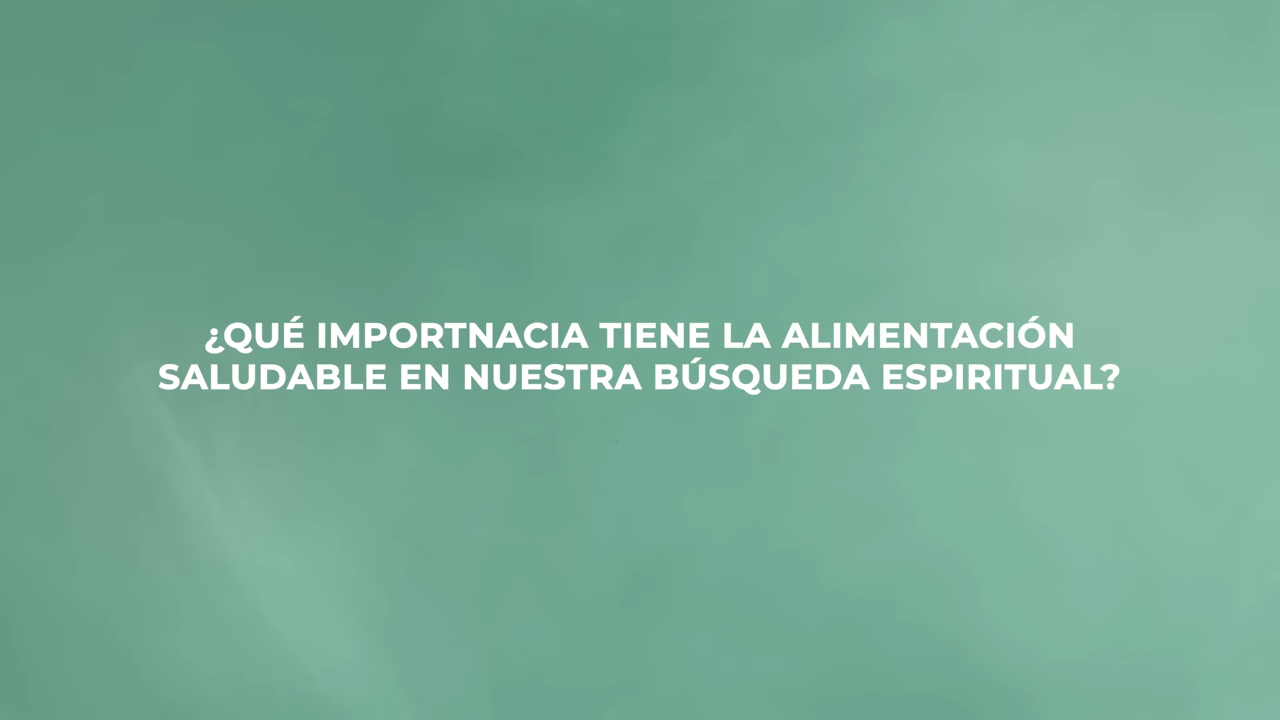 ¿QUÉ IMPORTNACIA TIENE LA ALIMENTACIÓN
SALUDABLE EN NUESTRA BÚSQUEDA ESPIRITUAL?